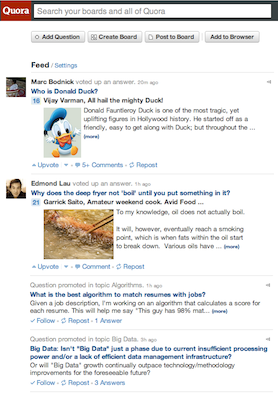 Quora
Search your boards and all of Quora
Add Question
Create Board
Post to Board
Add to Browser
Feed / Settings
Marc Bodnick voted up an answer. 20m ago
Who is Donald Duck?
16 Vijay Varman, All hail the mighty Duck!
Donald Fauntleroy Duck is one of the most tragic, yet
uplifting figures in Hollywood history. He started off as a
friendly, easy to get along with Duck; but throughout the ...
(more)
Upvote • 5+ Comments • Repost
Edmond Lau voted up an answer. 1h ago
Why does the deep fryer not 'boil' until you put something in it?
21 Garrick Saito, Amateur weekend cook. Avid Food ...
To my knowledge, oil does not actually boil.
It will, however, eventually reach a smoking
point, which is when fats within the oil start
to break down. Various oils have ... (more)
Upvote • Comment • Repost
Question promoted in topic Algorithms. 1h ago
What is the best algorithm to match resumes with jobs?
Given a job description, I'm working on an algorithm that calculates a score for
each resume. This will help me say "This guy has 98% mat... (more)
Follow • Repost • 1 Answer
Question promoted in topic Big Data. 3h ago
Big Data: Isn't "Big Data" just a phase due to current insufficient processing
power and/or a lack of efficient data management infrastructure?
Or will "Big Data" growth continually outpace technology/methodology
improvements for the foreseeable future?
Follow • Repost • 3 Answers